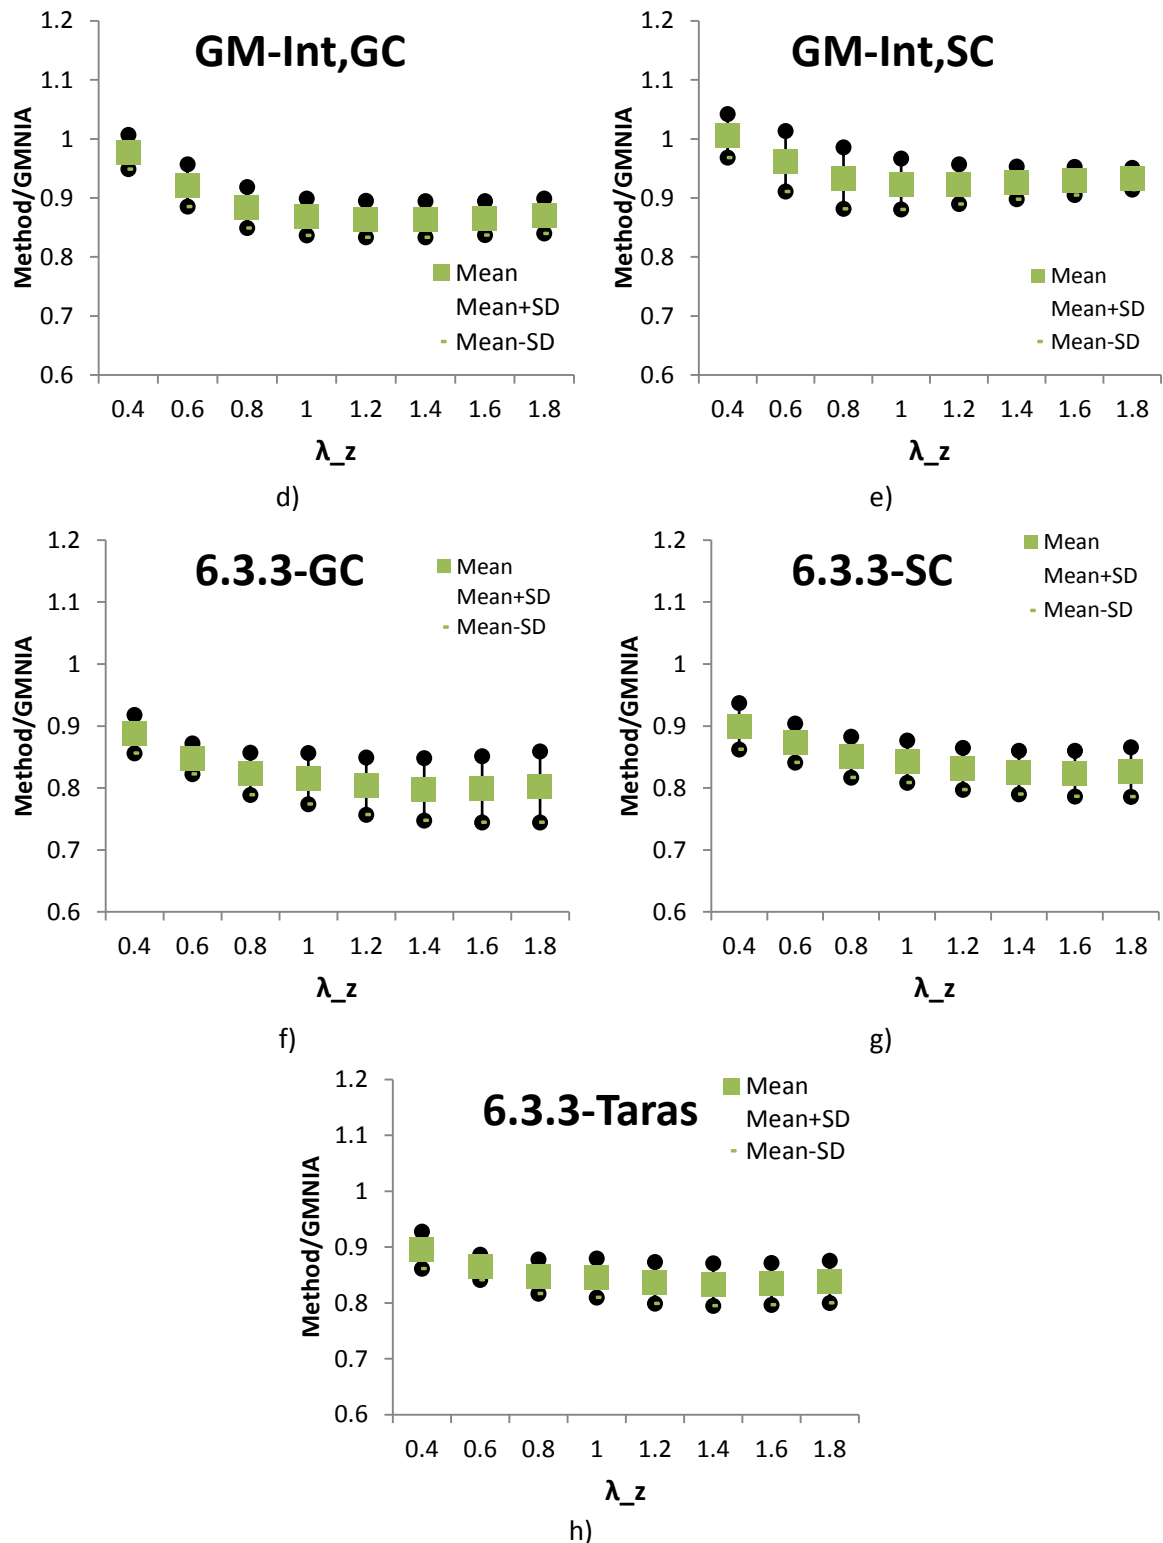 GM-Int,GC
1.2
1.1
1
0.9
0.8
0.7
0.6
Method/GMNIA
Mean
Mean+SD
Mean-SD
0.4 0.6 0.8 1 1.2 1.4 1.6 1.8
λ_z
d)
GM-Int,SC
1.2
1.1
1
0.9
0.8
0.7
0.6
Method/GMNIA
Mean
Mean+SD
Mean-SD
0.4 0.6 0.8 1 1.2 1.4 1.6 1.8
λ_z
e)
6.3.3-GC
1.2
1.1
1
0.9
0.8
0.7
0.6
Method/GMNIA
Mean
Mean+SD
Mean-SD
0.4 0.6 0.8 1 1.2 1.4 1.6 1.8
λ_z
f)
6.3.3-SC
1.2
1.1
1
0.9
0.8
0.7
0.6
Method/GMNIA
Mean
Mean+SD
Mean-SD
0.4 0.6 0.8 1 1.2 1.4 1.6 1.8
λ_z
g)
6.3.3-Taras
1.2
1.1
1
0.9
0.8
0.7
0.6
Method/GMNIA
Mean
Mean+SD
Mean-SD
0.4 0.6 0.8 1 1.2 1.4 1.6 1.8
λ_z
h)